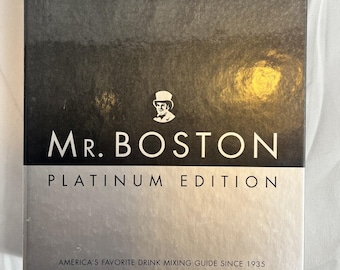 MR. BOSTON
PLATINUM EDITION
AMERICA'S FAVORITE DRINK MIXING GUIDE SINCE 1935